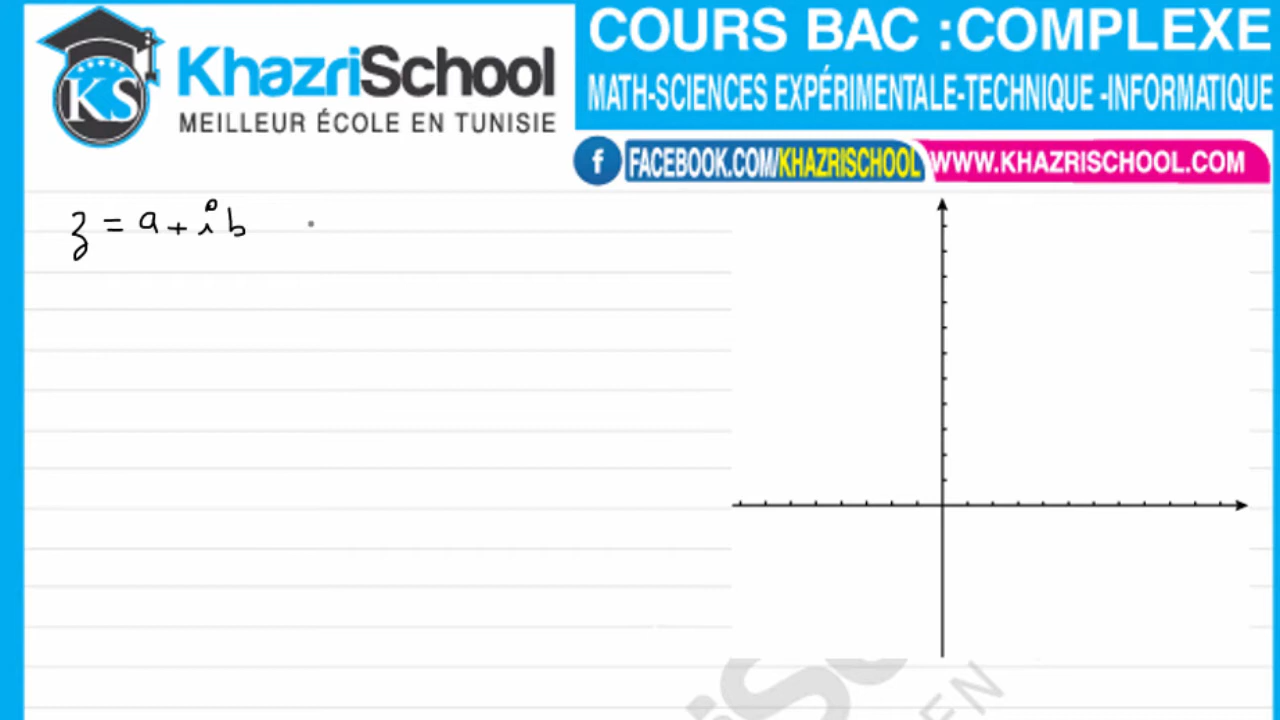 KS
KhazriSchool
MEILLEUR ÉCOLE EN TUNISIE
COURS BAC :COMPLEXE
MATH-SCIENCES EXPÉRIMENTALE-TECHNIQUE -INFORMATIQUE
f FACEBOOK.COM/KHAZRISCHOOL WWW.KHAZRISCHOOL.COM
z = a + i b